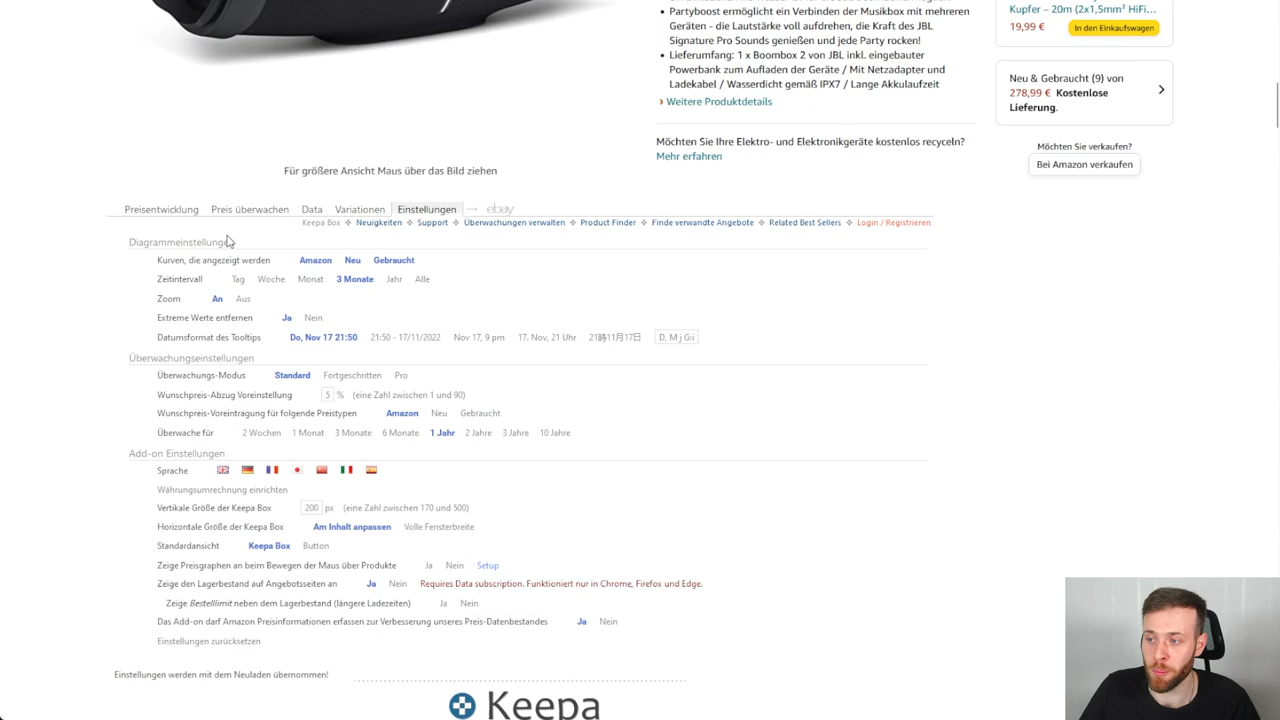 Partyboost ermöglicht ein Verbinden der Musikbox mit mehreren
Geräten - die Lautstärke voll aufdrehen, die Kraft des JBL
Signature Pro Sounds genießen und jede Party rocken!
Lieferumfang: 1 x Boombox 2 von JBL inkl. eingebauter
Powerbank zum Aufladen der Geräte / Mit Netzadapter und
Ladekabel / Wasserdicht gemäß IPX7 / Lange Akkulaufzeit
› Weitere Produktdetails
Möchten Sie Ihre Elektro- und Elektronikgeräte kostenlos recyceln?
Mehr erfahren
Kupfer – 20m (2x1,5mm² HiFi…
19,99 €
In den Einkaufswagen
Neu & Gebraucht (9) von
278,99 € Kostenlose
Lieferung.
Möchten Sie verkaufen?
Bei Amazon verkaufen
Für größere Ansicht Maus über das Bild ziehen
Preisentwicklung Preis überwachen Data Variationen Einstellungen → ebay
Keepa Box Neuigkeiten Support Überwachungen verwalten Product Finder Finde verwandte Angebote Related Best Sellers Login / Registrieren
Diagrammeinstellungen
Kurven, die angezeigt werden Amazon Neu Gebraucht
Zeitintervall Tag Woche Monat 3 Monate Jahr Alle
Zoom An Aus
Extreme Werte entfernen Ja Nein
Datumsformat des Tooltips Do, Nov 17 21:50 21:50 - 17/11/2022 Nov 17, 9 pm 17. Nov, 21 Uhr 21時11月17日 D, M j G:i
Überwachungseinstellungen
Überwachungs-Modus Standard Fortgeschritten Pro
Wunschpreis-Abzug Voreinstellung 5 % (eine Zahl zwischen 1 und 90)
Wunschpreis-Voreintragung für folgende Preistypen Amazon Neu Gebraucht
Überwache für 2 Wochen 1 Monat 3 Monate 6 Monate 1 Jahr 2 Jahre 3 Jahre 10 Jahre
Add-on Einstellungen
Sprache
Währungsumrechnung einrichten
Vertikale Größe der Keepa Box 200 px (eine Zahl zwischen 170 und 500)
Horizontale Größe der Keepa Box Am Inhalt anpassen Volle Fensterbreite
Standardansicht Keepa Box Button
Zeige Preisgraphen an beim Bewegen der Maus über Produkte Ja Nein Setup
Zeige den Lagerbestand auf Angebotsseiten an Ja Nein Requires Data subscription. Funktioniert nur in Chrome, Firefox und Edge.
Zeige Bestelllimit neben dem Lagerbestand (längere Ladezeiten) Ja Nein
Das Add-on darf Amazon Preisinformationen erfassen zur Verbesserung unseres Preis-Datenbestandes Ja Nein
Einstellungen zurücksetzen
Einstellungen werden mit dem Neuladen übernommen!
Keepa